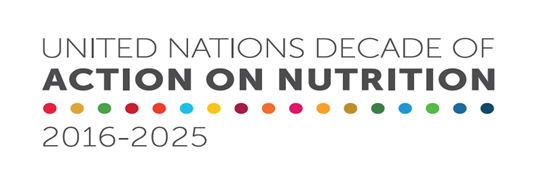 UNITED NATIONS DECADE OF
ACTION ON NUTRITION
2016-2025